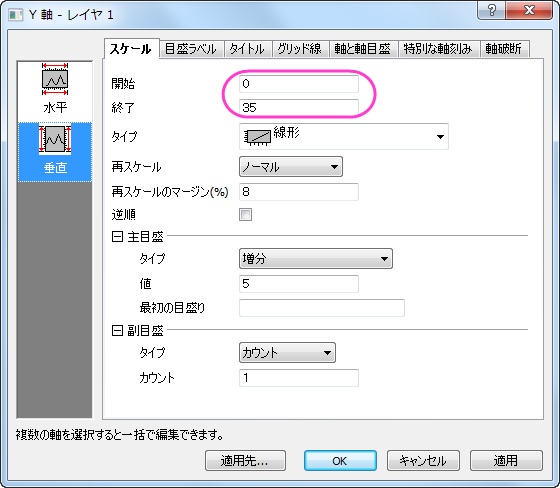 Y 軸 - レイヤ 1
スケール 目盛ラベル タイトル グリッド線 軸と軸目盛 特別な軸刻み 軸破断
水平
垂直
開始 0
終了 35
タイプ 線形
再スケール ノーマル
再スケールのマージン(%) 8
逆順
主目盛
タイプ 増分
値 5
最初の目盛り
副目盛
タイプ カウント
カウント 1
複数の軸を選択すると一括で編集できます。
適用先... OK キャンセル 適用